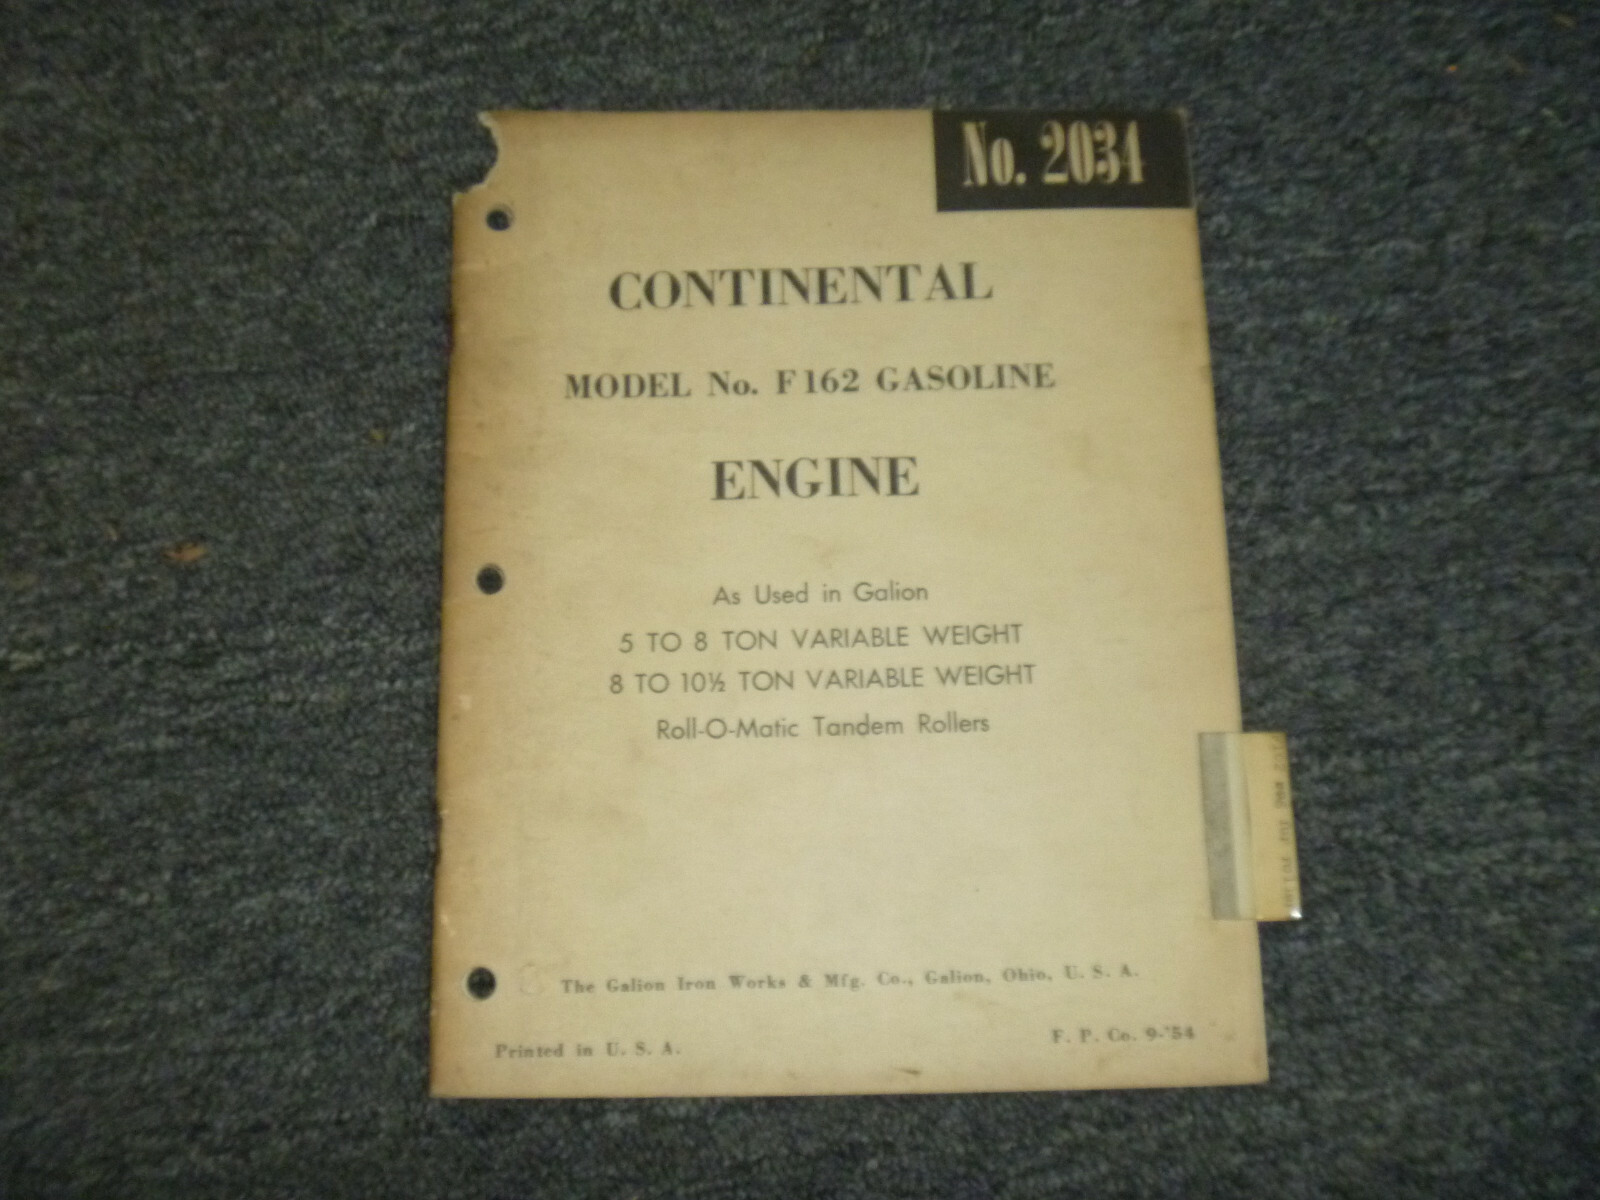 No. 2034
CONTINENTAL
MODEL No. F162 GASOLINE
ENGINE
As Used in Galion
5 TO 8 TON VARIABLE WEIGHT
8 TO 10½ TON VARIABLE WEIGHT
Roll-O-Matic Tandem Rollers
The Galion Iron Works & Mfg. Co., Galion, Ohio, U. S. A.
Printed in U. S. A.
F. P. Co. 9-'54